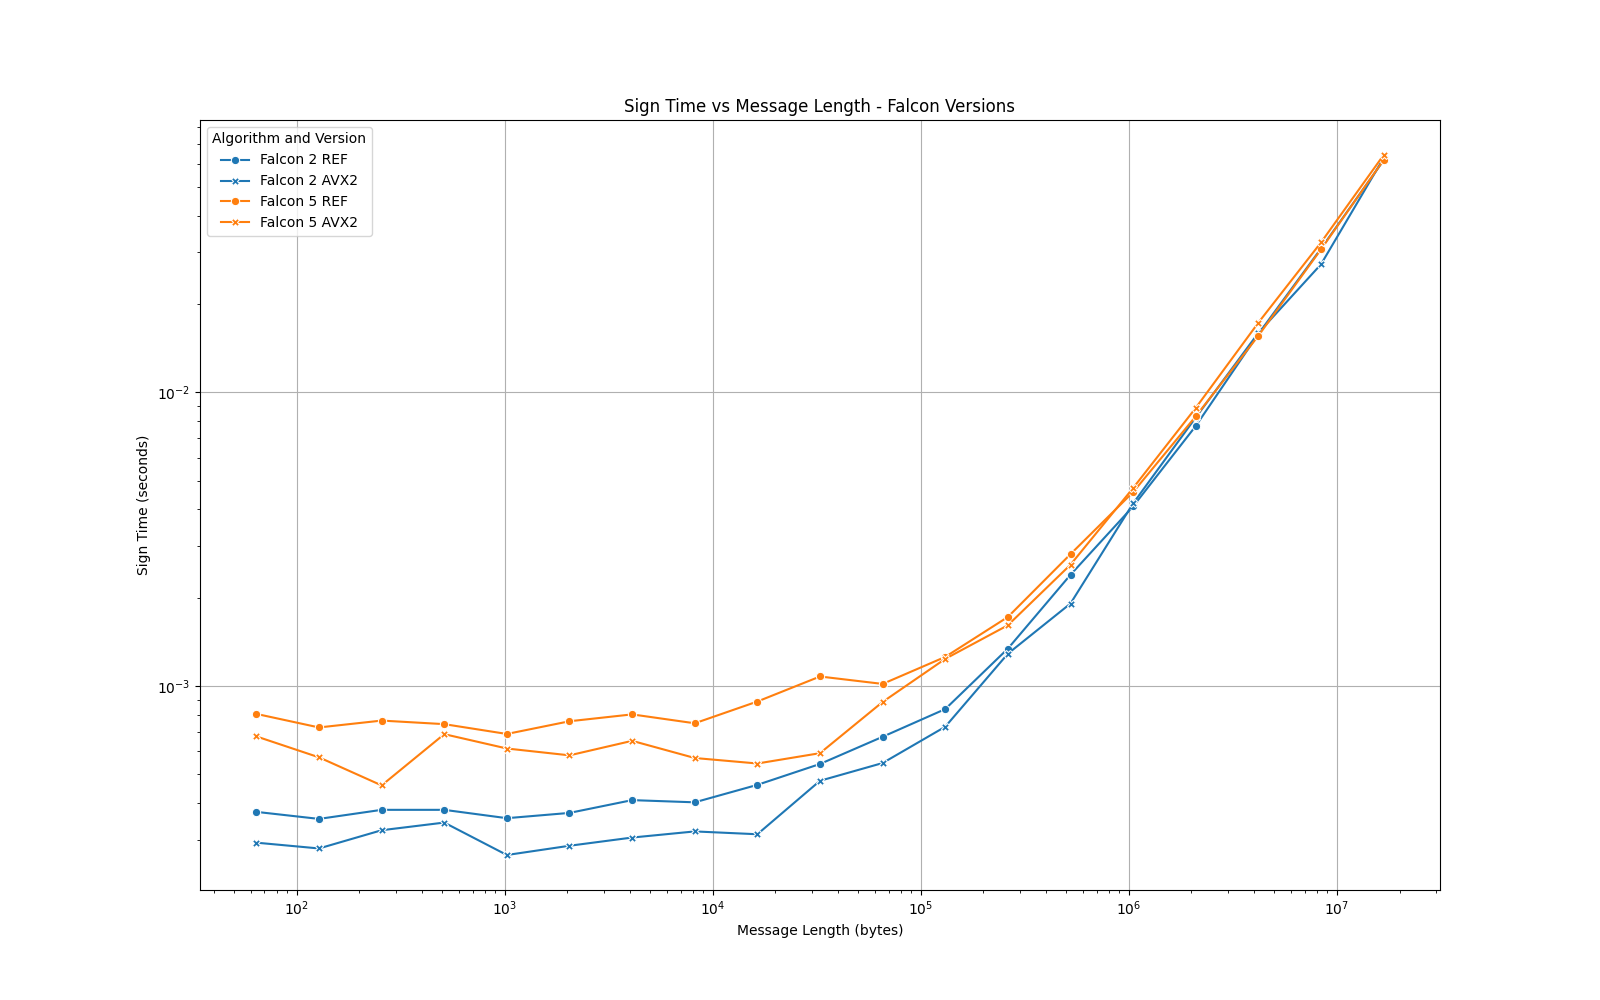 Sign Time vs Message Length - Falcon Versions
Algorithm and Version
Falcon 2 REF
Falcon 2 AVX2
Falcon 5 REF
Falcon 5 AVX2
Sign Time (seconds)
10⁻²
10⁻³
10² 10³ 10⁴ 10⁵ 10⁶ 10⁷
Message Length (bytes)